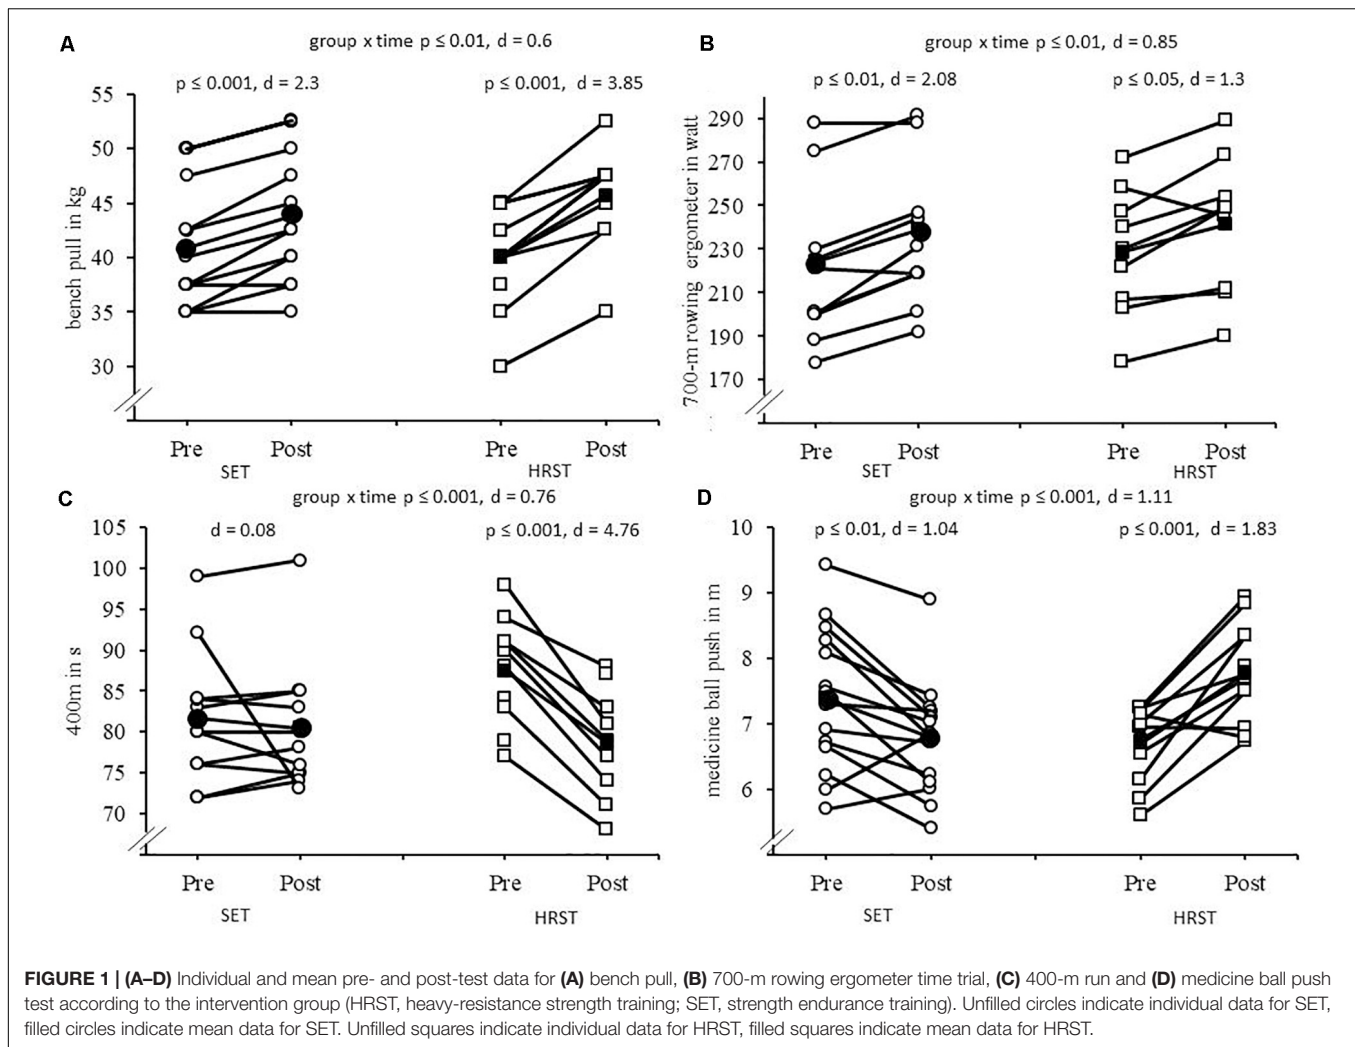 A
group x time p ≤ 0.01, d = 0.6
p ≤ 0.001, d = 2.3
p ≤ 0.001, d = 3.85
55
50
45
40
35
30
bench pull in kg
Pre
Post
Pre
Post
SET
HRST
B
group x time p ≤ 0.01, d = 0.85
p ≤ 0.01, d = 2.08
p ≤ 0.05, d = 1.3
290
270
250
230
210
190
170
700-m rowing ergometer in watt
Pre
Post
Pre
Post
SET
HRST
C
group x time p ≤ 0.001, d = 0.76
d = 0.08
p ≤ 0.001, d = 4.76
105
100
95
90
85
80
75
70
400m in s
Pre
Post
Pre
Post
SET
HRST
D
group x time p ≤ 0.001, d = 1.11
p ≤ 0.01, d = 1.04
p ≤ 0.001, d = 1.83
10
9
8
7
6
medicine ball push in m
Pre
Post
Pre
Post
SET
HRST
FIGURE 1 | (A–D) Individual and mean pre- and post-test data for (A) bench pull, (B) 700-m rowing ergometer time trial, (C) 400-m run and (D) medicine ball push
test according to the intervention group (HRST, heavy-resistance strength training; SET, strength endurance training). Unfilled circles indicate individual data for SET,
filled circles indicate mean data for SET. Unfilled squares indicate individual data for HRST, filled squares indicate mean data for HRST.